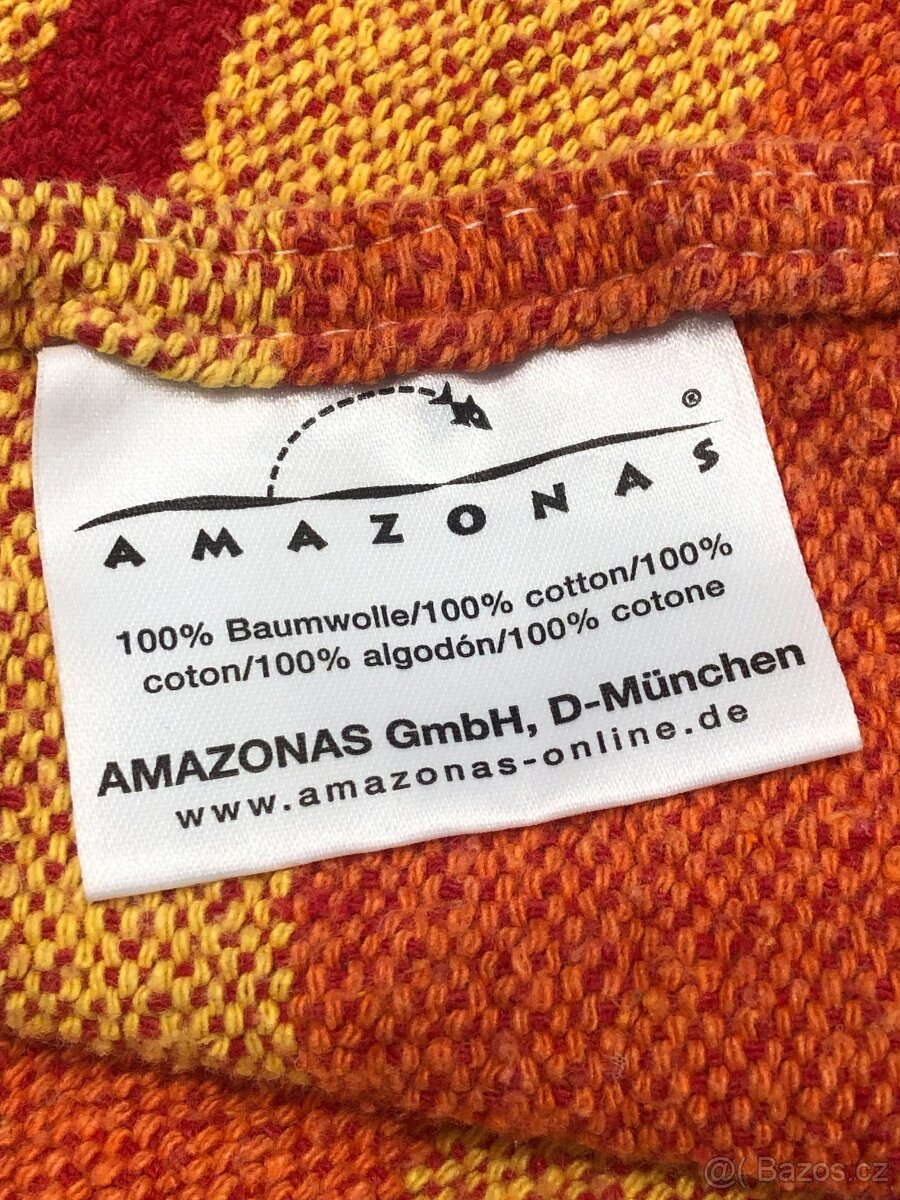 ®
AMAZONAS
100% Baumwolle/100% cotton/100%
coton/100% algodón/100% cotone
AMAZONAS GmbH, D-München
www.amazonas-online.de
@( Bazos.cz